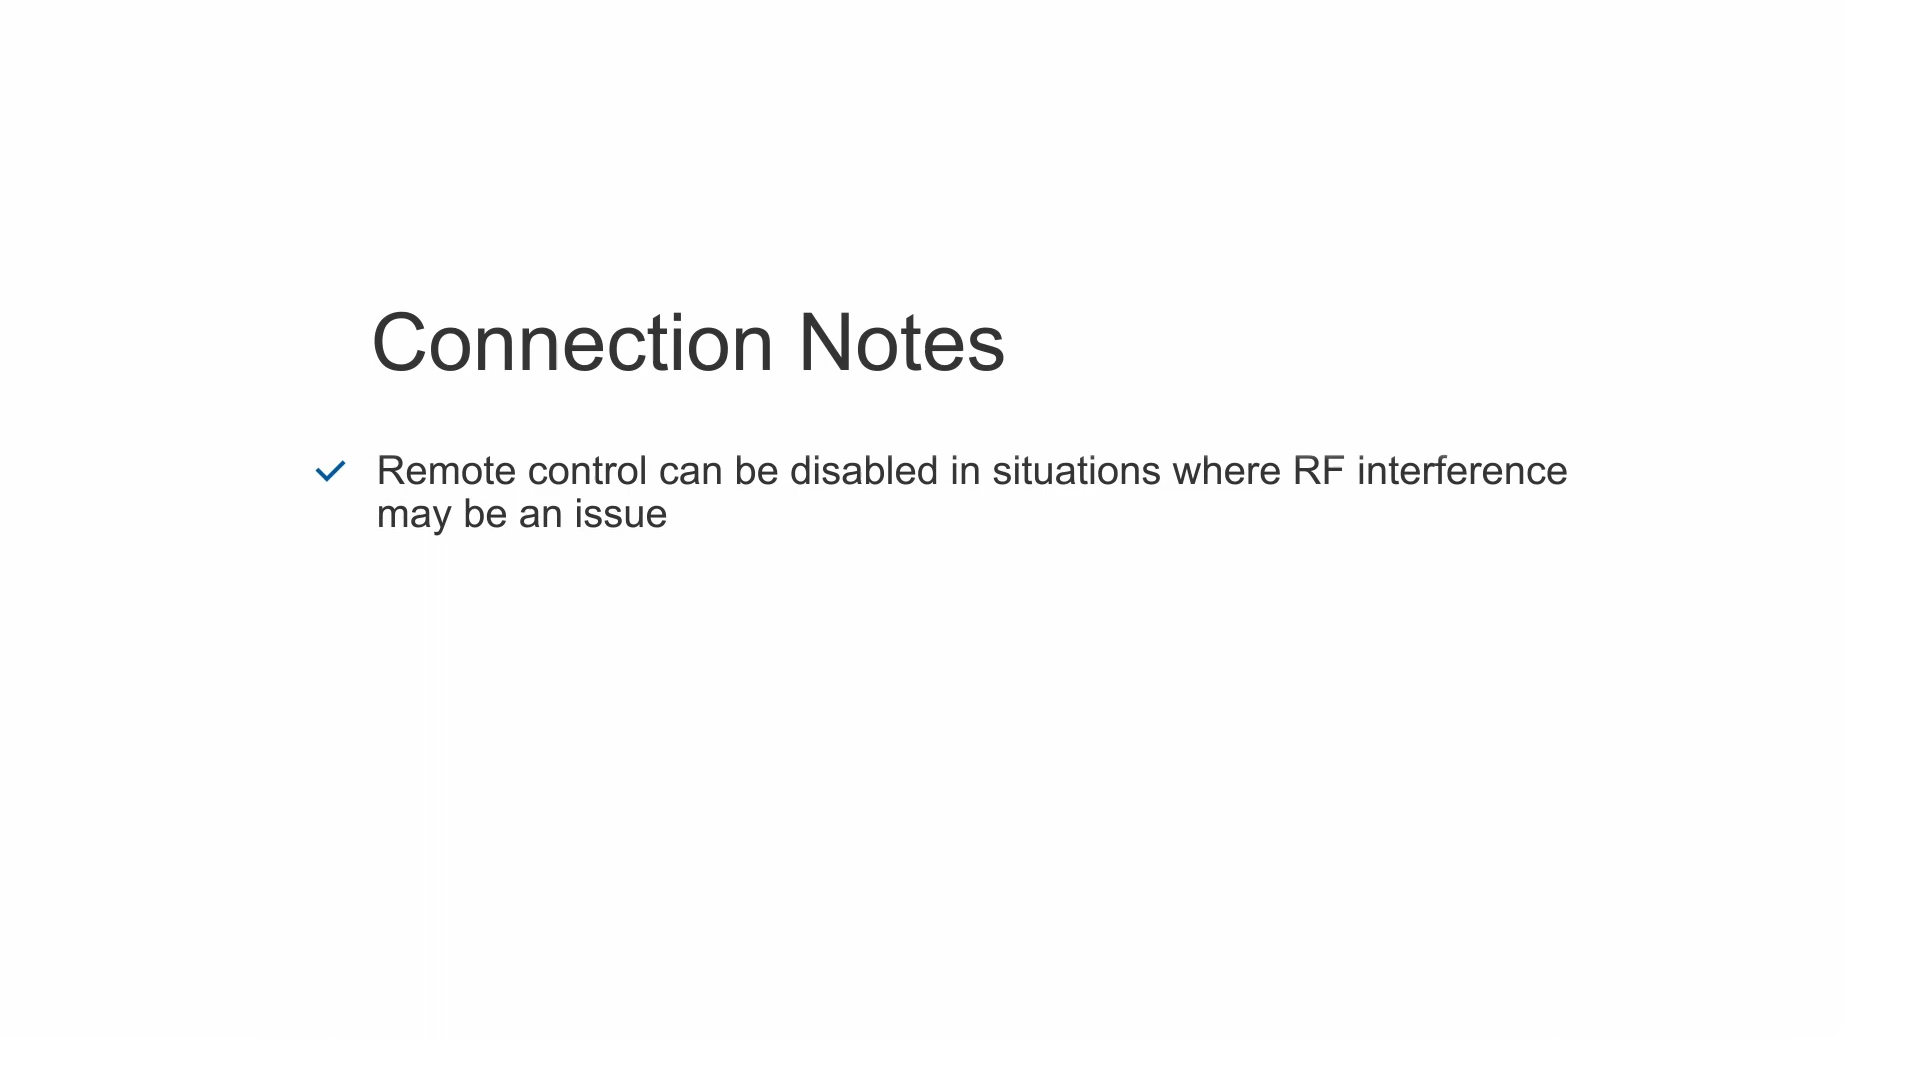 Connection Notes
Remote control can be disabled in situations where RF interference
may be an issue